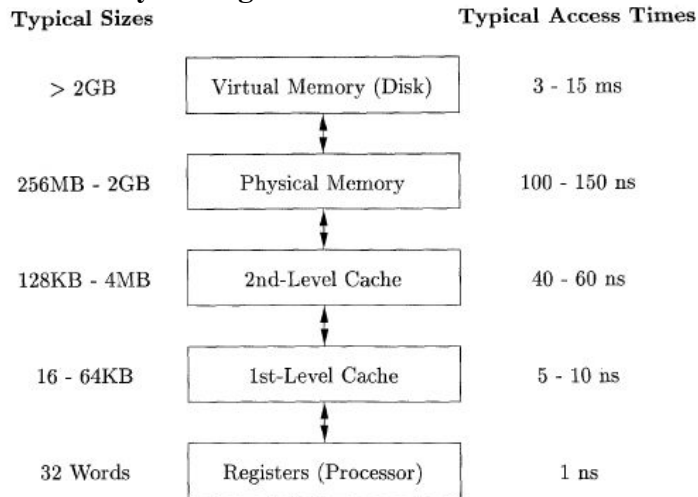 Typical Sizes Typical Access Times
> 2GB Virtual Memory (Disk) 3 - 15 ms
256MB - 2GB Physical Memory 100 - 150 ns
128KB - 4MB 2nd-Level Cache 40 - 60 ns
16 - 64KB 1st-Level Cache 5 - 10 ns
32 Words Registers (Processor) 1 ns